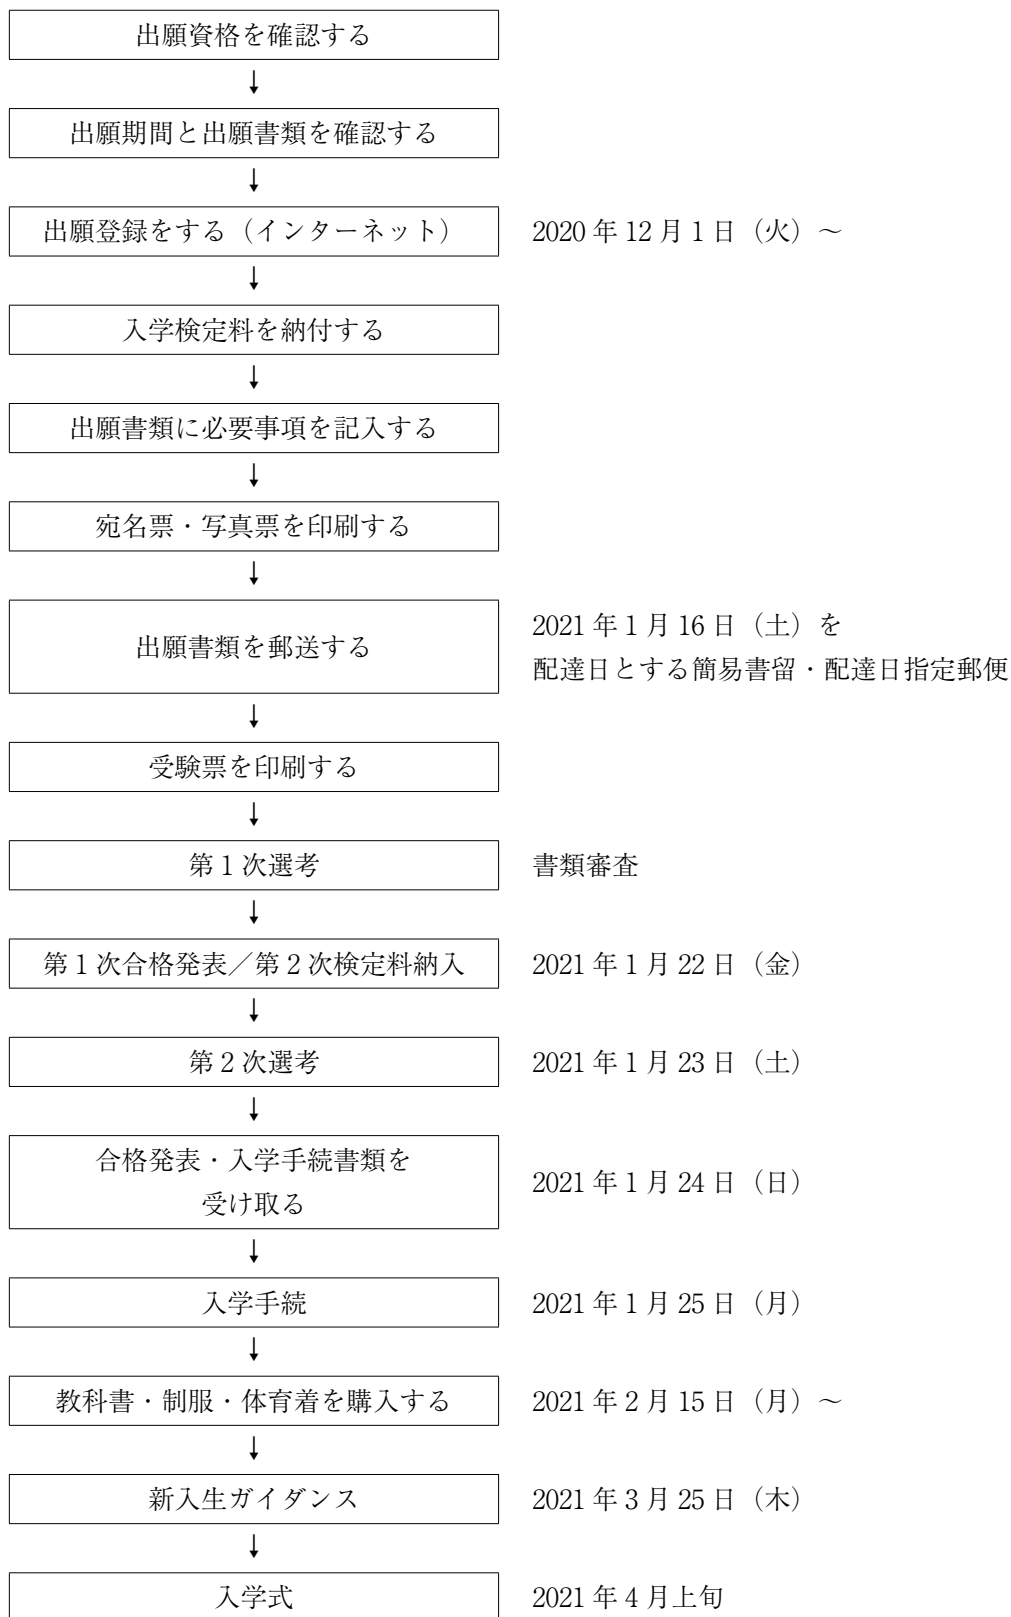 出願資格を確認する
↓
出願期間と出願書類を確認する
↓
出願登録をする（インターネット） 2020年12月1日（火）～
↓
入学検定料を納付する
↓
出願書類に必要事項を記入する
↓
宛名票・写真票を印刷する
↓
出願書類を郵送する
2021年1月16日（土）を
配達日とする簡易書留・配達日指定郵便
↓
受験票を印刷する
↓
第1次選考 書類審査
↓
第1次合格発表／第2次検定料納入 2021年1月22日（金）
↓
第2次選考 2021年1月23日（土）
↓
合格発表・入学手続書類を
受け取る
2021年1月24日（日）
↓
入学手続 2021年1月25日（月）
↓
教科書・制服・体育着を購入する 2021年2月15日（月）～
↓
新入生ガイダンス 2021年3月25日（木）
↓
入学式 2021年4月上旬